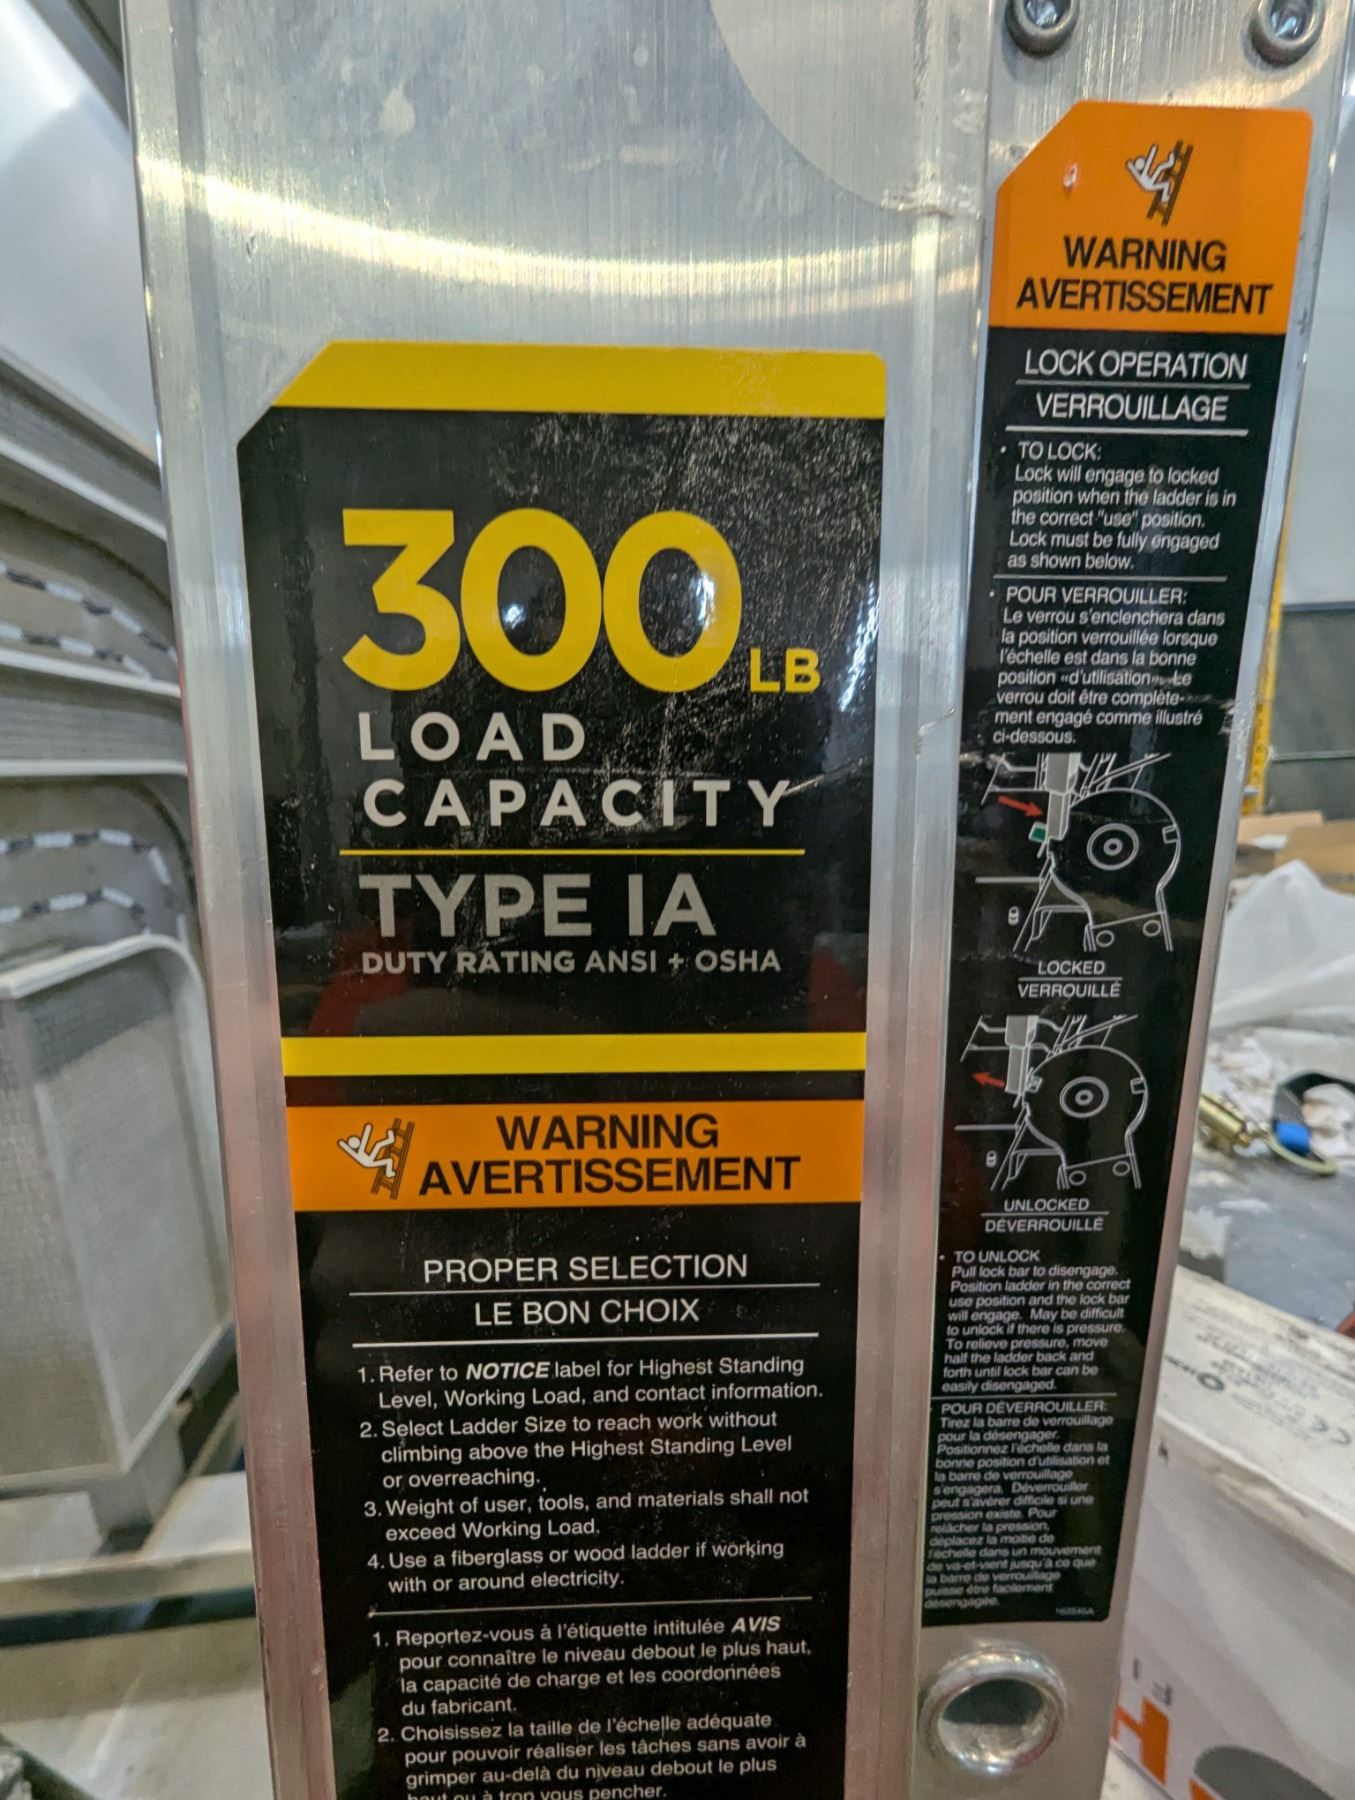 300 LB
LOAD
CAPACITY
TYPE IA
DUTY RATING ANSI + OSHA
WARNING
AVERTISSEMENT
PROPER SELECTION
LE BON CHOIX
1. Refer to NOTICE label for Highest Standing
Level, Working Load, and contact information.
2. Select Ladder Size to reach work without
climbing above the Highest Standing Level
or overreaching.
3. Weight of user, tools, and materials shall not
exceed Working Load.
4. Use a fiberglass or wood ladder if working
with or around electricity.
1. Reportez-vous à l'étiquette intitulée AVIS
pour connaître le niveau debout le plus haut,
la capacité de charge et les coordonnées
du fabricant.
2. Choisissez la taille de l'échelle adéquate
pour pouvoir réaliser les tâches sans avoir à
grimper au-delà du niveau debout le plus
haut ou à trop vous pencher.
WARNING
AVERTISSEMENT
LOCK OPERATION
VERROUILLAGE
• TO LOCK:
Lock will engage to locked
position when the ladder is in
the correct "use" position.
Lock must be fully engaged
as shown below.
• POUR VERROUILLER:
Le verrou s'enclenchera dans
la position verrouillée lorsque
l'échelle est dans la bonne
position «d'utilisation». Le
verrou doit être complète-
ment engagé comme illustré
ci-dessous.
LOCKED
VERROUILLÉ
UNLOCKED
DÉVERROUILLÉ
• TO UNLOCK
Pull lock bar to disengage.
Position ladder in the correct
use position and the lock bar
will engage. May be difficult
to unlock if there is pressure.
To relieve pressure, move
half the ladder back and
forth until lock bar can be
easily disengaged.
POUR DÉVERROUILLER:
Tirez la barre de verrouillage
pour la désengager.
Positionnez l'échelle dans la
bonne position d'utilisation et
la barre de verrouillage
s'engagera. Déverrouiller
peut s'avérer difficile si une
pression existe. Pour
relâcher la pression,
déplacez la moitié de
l'échelle dans un mouvement
de va-et-vient jusqu'à ce que
la barre de verrouillage
puisse être facilement
désengagée.